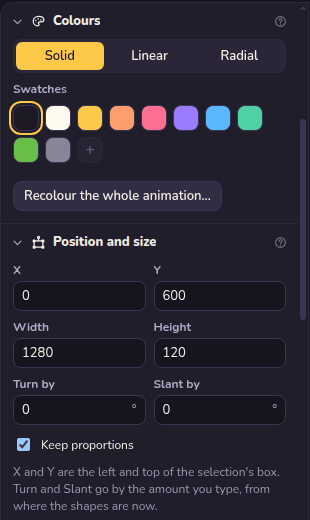 Colours
Solid Linear Radial
Swatches
+
Recolour the whole animation...
Position and size
X Y
0 600
Width Height
1280 120
Turn by Slant by
0 ° 0 °
Keep proportions
X and Y are the left and top of the selection's box.
Turn and Slant go by the amount you type, from
where the shapes are now.